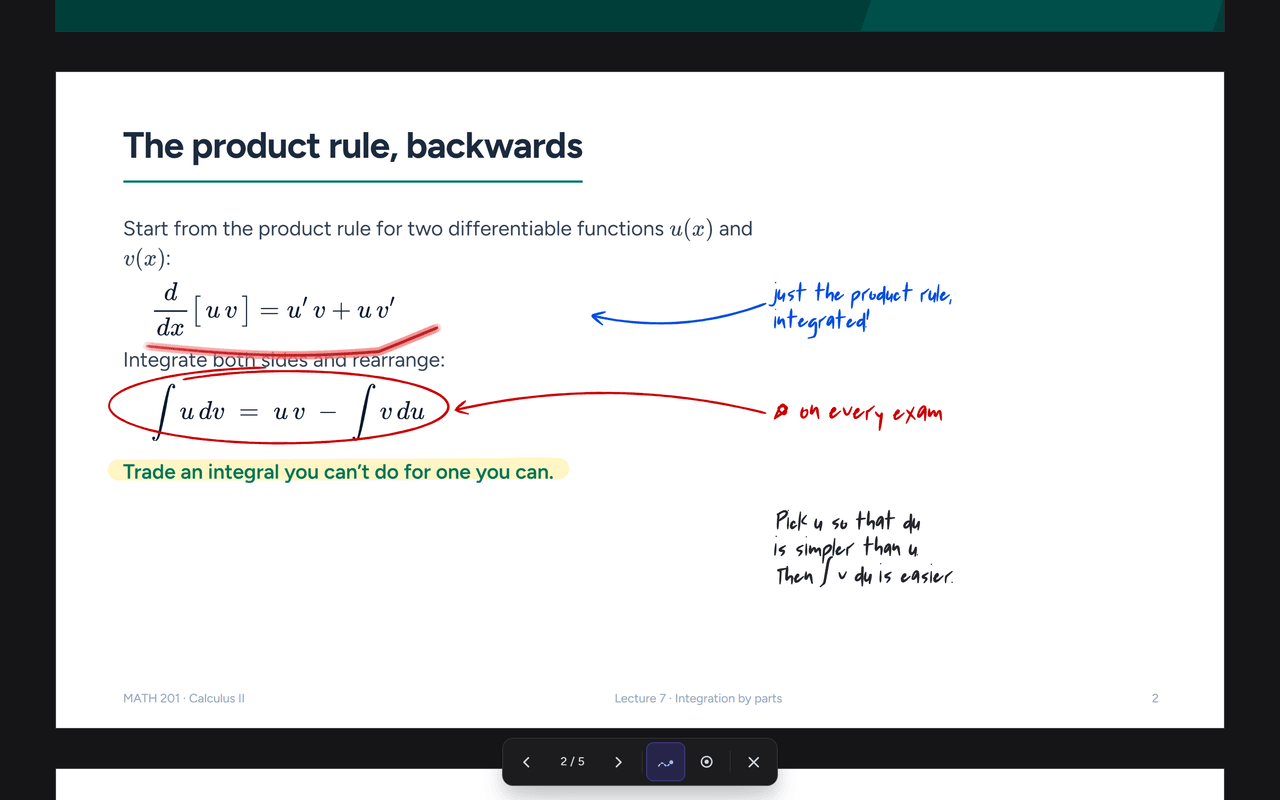 The product rule, backwards
Start from the product rule for two differentiable functions u(x) and
v(x):
d/dx [u v] = u′ v + u v′
just the product rule,
integrated!
Integrate both sides and rearrange:
∫ u dv = u v − ∫ v du
on every exam
Trade an integral you can’t do for one you can.
Pick u so that du
is simpler than u.
Then ∫ v du is easier.
MATH 201 · Calculus II
Lecture 7 · Integration by parts
2
2 / 5